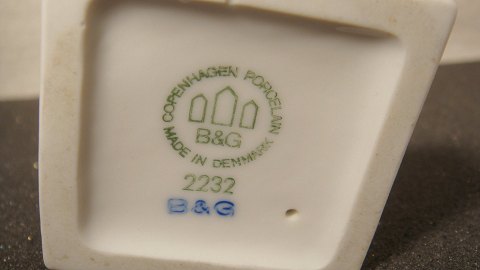 COPENHAGEN PORCELAIN
B&G
MADE IN DENMARK
2232
B&G